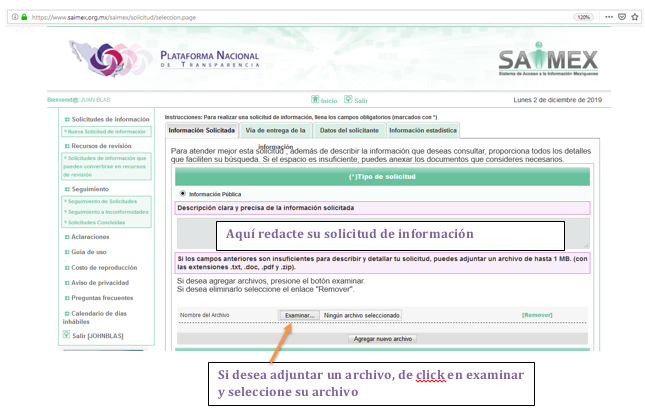 https://www.saimex.org.mx/saimex/solicitud/seleccion.page
120%
PLATAFORMA NACIONAL
DE TRANSPARENCIA
SAIMEX
Sistema de Acceso a la Información Mexiquense
Bienvenid@: JUAN BLAS
Inicio Salir
Lunes 2 de diciembre de 2019
Solicitudes de información
* Nueva Solicitud de información
Recursos de revisión
* Solicitudes de información que
pueden convertirse en recursos
de revisión
Seguimiento
* Seguimiento de Solicitudes
* Seguimiento a Inconformidades
* Solicitudes Concluidas
Aclaraciones
Guía de uso
Costo de reproducción
Aviso de privacidad
Preguntas frecuentes
Calendario de días
inhábiles
Salir [JOHNBLAS]
Instrucciones: Para realizar una solicitud de información, llena los campos obligatorios (marcados con *)
Información Solicitada
Vía de entrega de la
información
Datos del solicitante
Información estadística
Para atender mejor esta solicitud , además de describir la información que deseas consultar, proporciona todos los detalles
que faciliten su búsqueda. Si el espacio es insuficiente, puedes anexar los documentos que consideres necesarios.
(*)Tipo de solicitud
Información Pública
Descripción clara y precisa de la información solicitada
Aquí redacte su solicitud de información
Si los campos anteriores son insuficientes para describir y detallar tu solicitud, puedes adjuntar un archivo de hasta 1 MB. (con
las extensiones .txt, .doc, .pdf y .zip).
Si desea agregar archivos, presione el botón examinar.
Si desea eliminarlo seleccione el enlace "Remover".
Nombre del Archivo
Examinar... Ningún archivo seleccionado.
[Remover]
Agregar nuevo archivo
Si desea adjuntar un archivo, de click en examinar
y seleccione su archivo